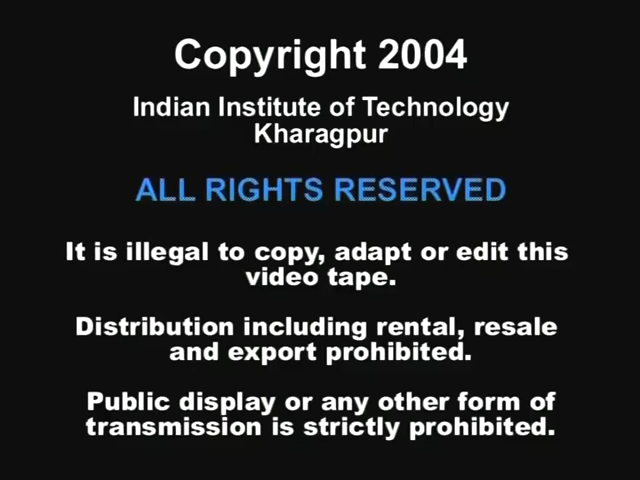 Copyright 2004
Indian Institute of Technology
Kharagpur
ALL RIGHTS RESERVED
It is illegal to copy, adapt or edit this
video tape.
Distribution including rental, resale
and export prohibited.
Public display or any other form of
transmission is strictly prohibited.